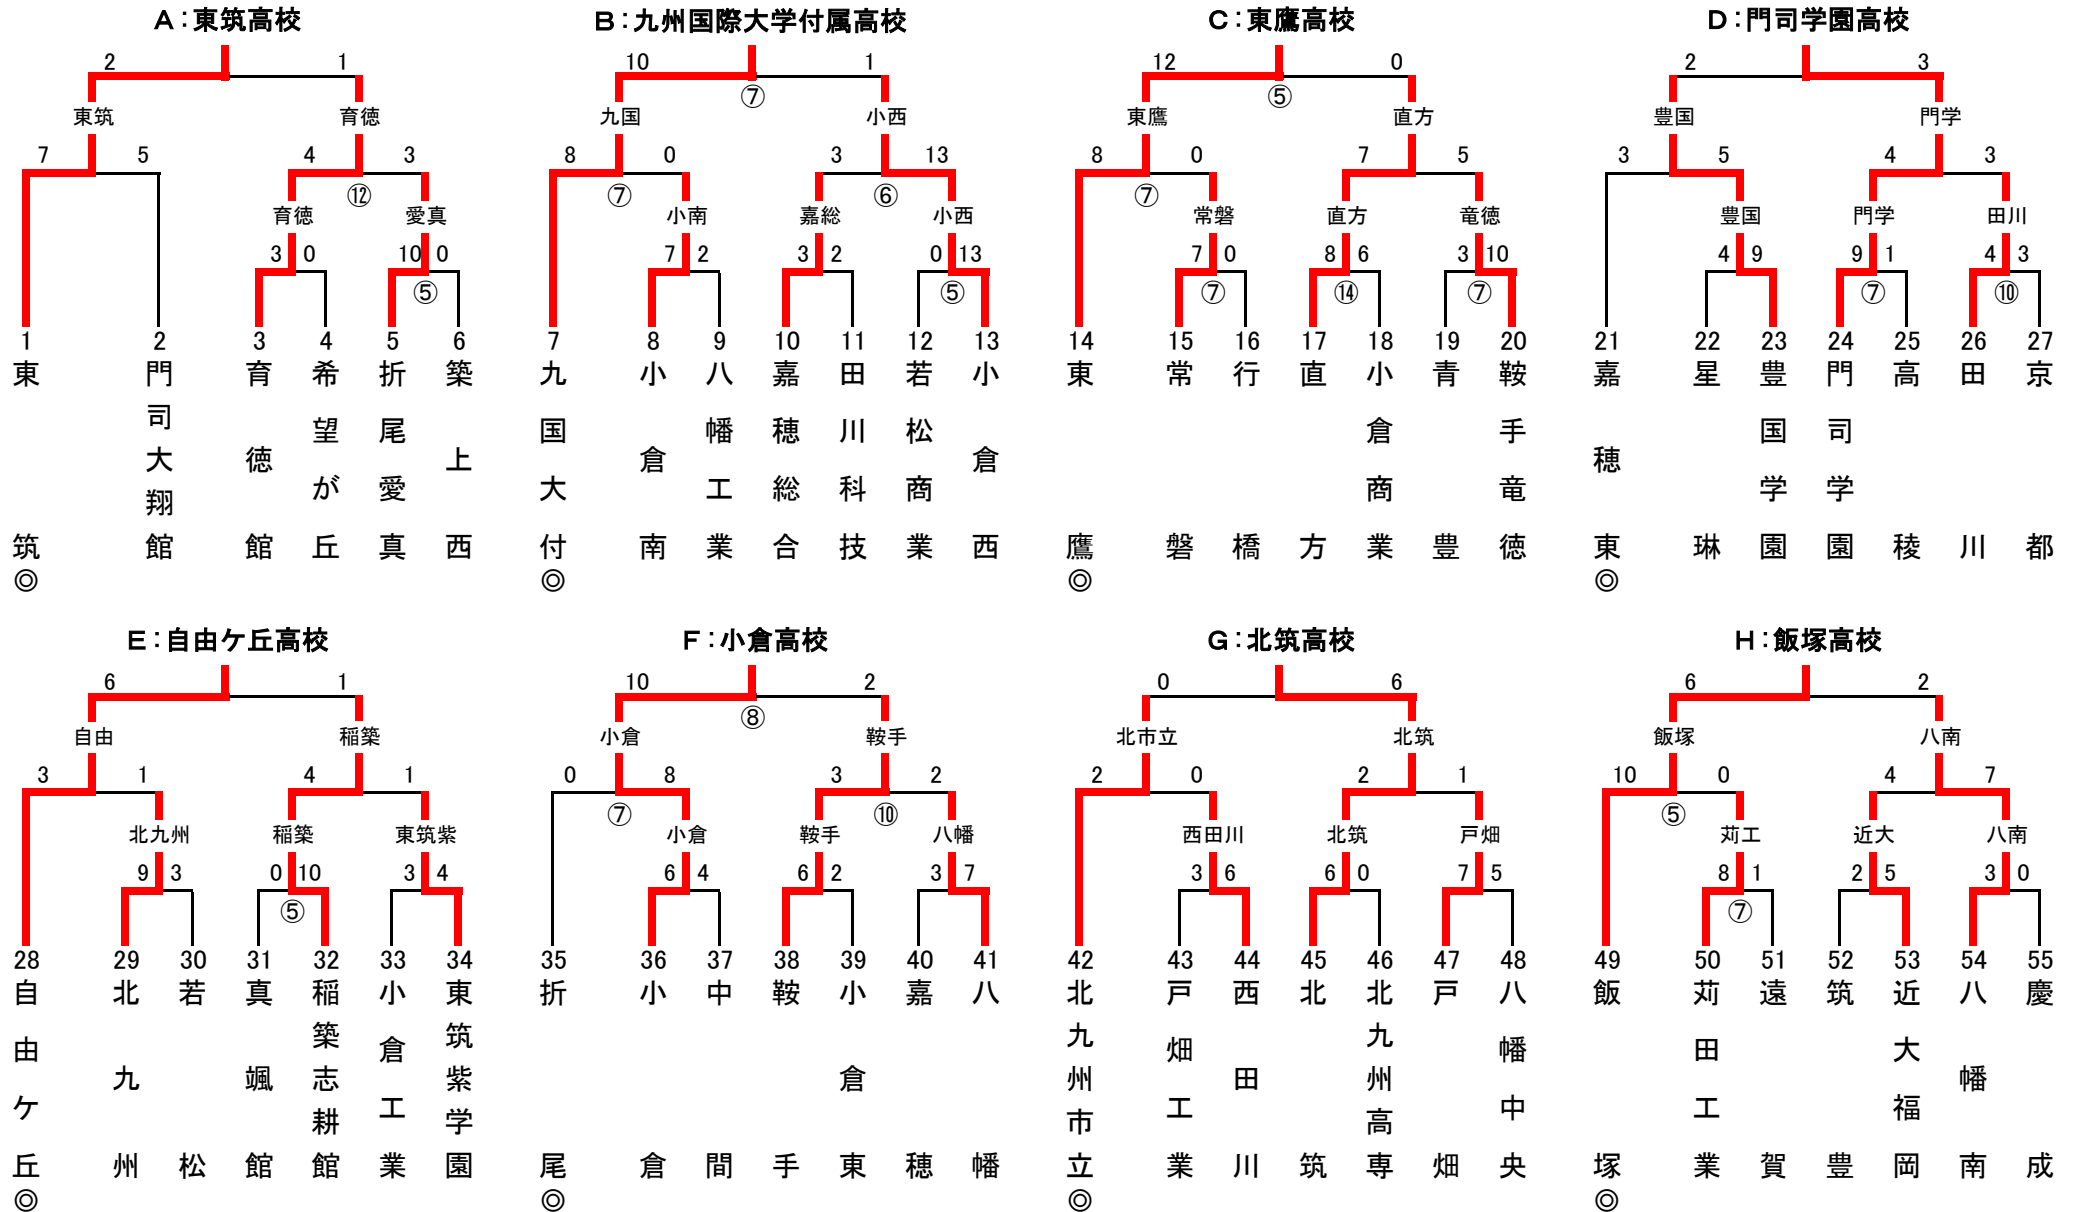 A：東筑高校
2 1
東筑 育徳
7 5 4 3
⑫
育徳 愛真
3 0 10 0
⑤
1 2 3 4 5 6
東筑◎
門司大翔館
育徳館
希望が丘
折尾愛真
築上西
B：九州国際大学付属高校
10 1
⑦
九国 小西
8 0 3 13
⑦ ⑥
小南 嘉総 小西
7 2 3 2 0 13
⑤
7 8 9 10 11 12 13
九国大付◎
小倉南
八幡工業
嘉穂総合
田川科技
若松商業
小倉西
C：東鷹高校
12 0
⑤
東鷹 直方
8 0 7 5
⑦
常磐 直方 竜徳
7 0 8 6 3 10
⑦ ⑭ ⑦
14 15 16 17 18 19 20
東鷹◎
常磐
行橋
直方
小倉商業
青豊
鞍手竜徳
D：門司学園高校
2 3
豊国 門学
3 5 4 3
豊国 門学 田川
4 9 9 1 4 3
⑦ ⑩
21 22 23 24 25 26 27
嘉穂東◎
星琳
豊国学園
門司学園
高稜
田川
京都
E：自由ケ丘高校
6 1
自由 稲築
3 1 4 1
北九州 稲築 東筑紫
9 3 0 10 3 4
⑤
28 29 30 31 32 33 34
自由ケ丘◎
北九州
若松
真颯館
稲築志耕館
小倉工業
東筑紫学園
F：小倉高校
10 2
⑧
小倉 鞍手
0 8 3 2
⑦ ⑩
小倉 鞍手 八幡
6 4 6 2 3 7
35 36 37 38 39 40 41
折尾◎
小倉
中間
鞍手
小倉東
嘉穂
八幡
G：北筑高校
0 6
北市立 北筑
2 0 2 1
西田川 北筑 戸畑
3 6 6 0 7 5
42 43 44 45 46 47 48
北九州市立◎
戸畑工業
西田川
北筑
北九州高専
戸畑
八幡中央
H：飯塚高校
6 2
飯塚 八南
10 0 4 7
⑤
苅工 近大 八南
8 1 2 5 3 0
⑦
49 50 51 52 53 54 55
飯塚◎
苅田工業
遠賀
筑豊
近大福岡
八幡南
慶成